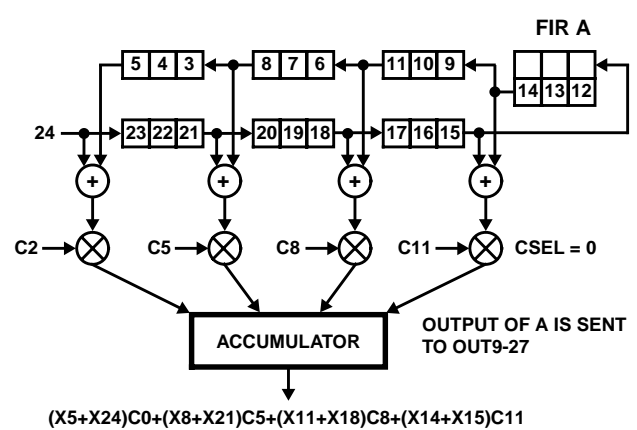 FIR A
5 4 3 8 7 6 11 10 9
14 13 12
24 23 22 21 20 19 18 17 16 15
+ + + +
C2 C5 C8 C11 CSEL = 0
ACCUMULATOR
OUTPUT OF A IS SENT
TO OUT9-27
(X5+X24)C0+(X8+X21)C5+(X11+X18)C8+(X14+X15)C11